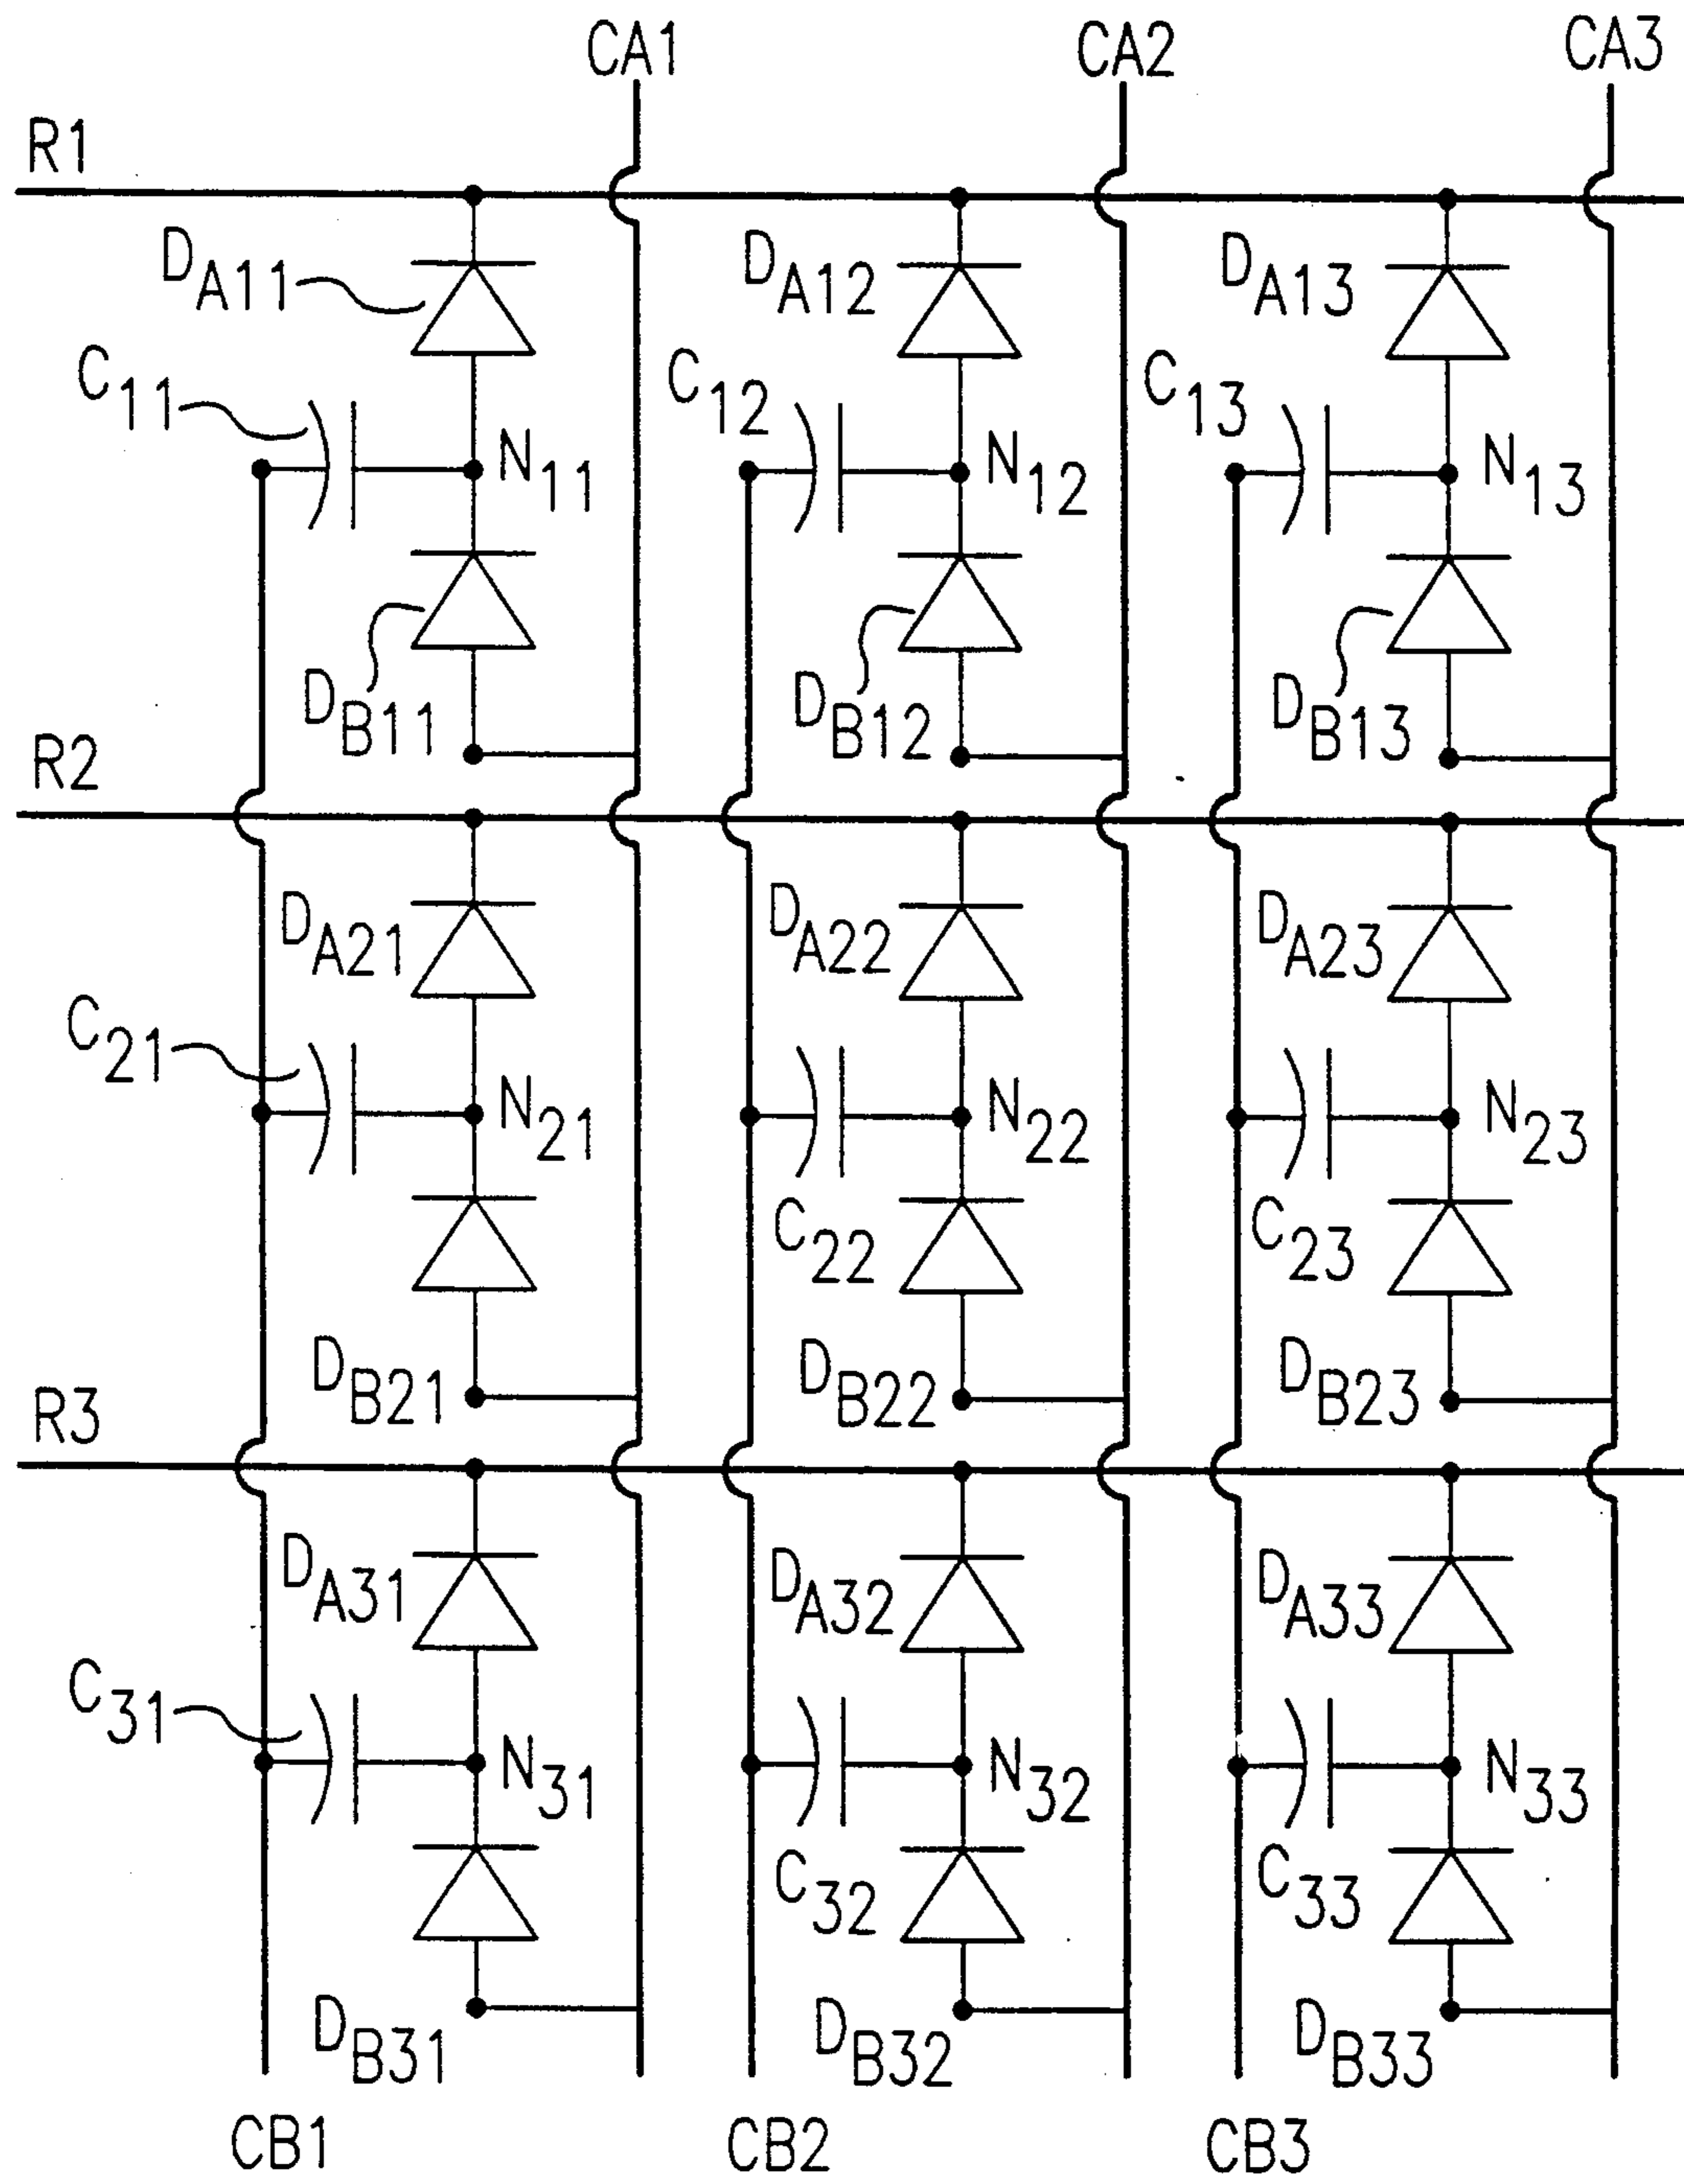 CA1 CA2 CA3
R1
DA11 DA12 DA13
C11 C12 C13
N11 N12 N13
DB11 DB12 DB13
R2
DA21 DA22 DA23
C21
N21 N22 N23
C22 C23
DB21 DB22 DB23
R3
DA31 DA32 DA33
C31
N31 N32 N33
C32 C33
DB31 DB32 DB33
CB1 CB2 CB3